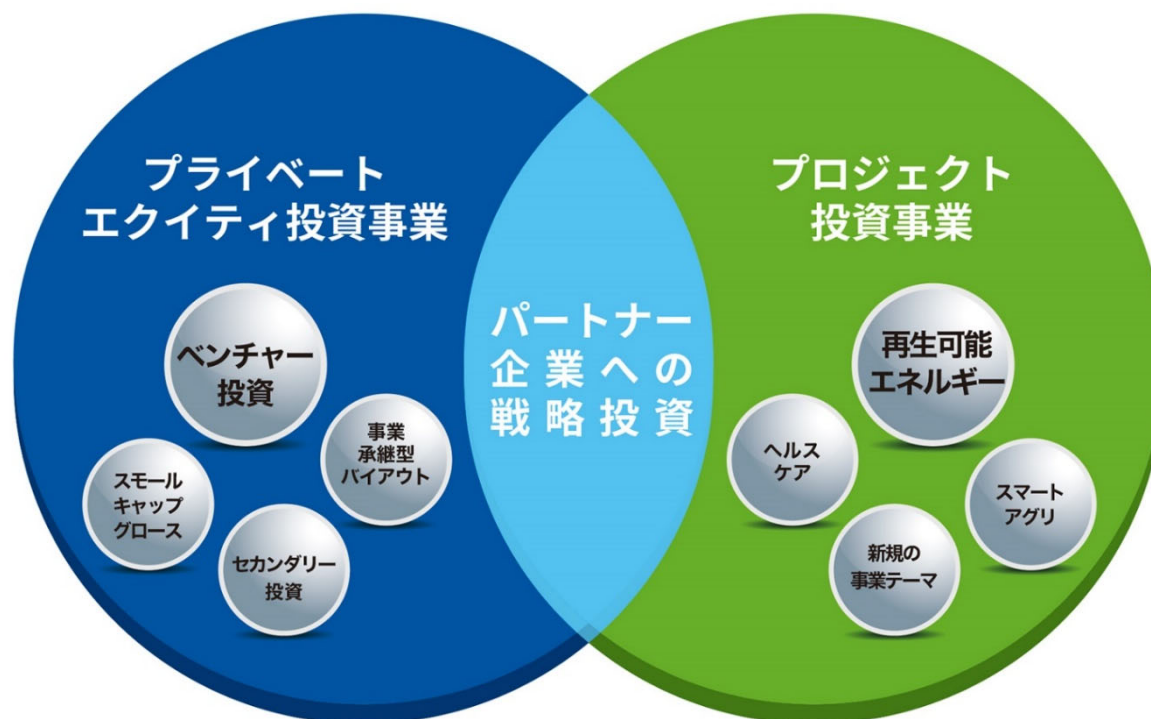 プライベート
エクイティ投資事業
ベンチャー
投資
事業
承継型
バイアウト
スモール
キャップ
グロース
セカンダリー
投資
パートナー
企業への
戦略投資
プロジェクト
投資事業
再生可能
エネルギー
ヘルス
ケア
スマート
アグリ
新規の
事業テーマ